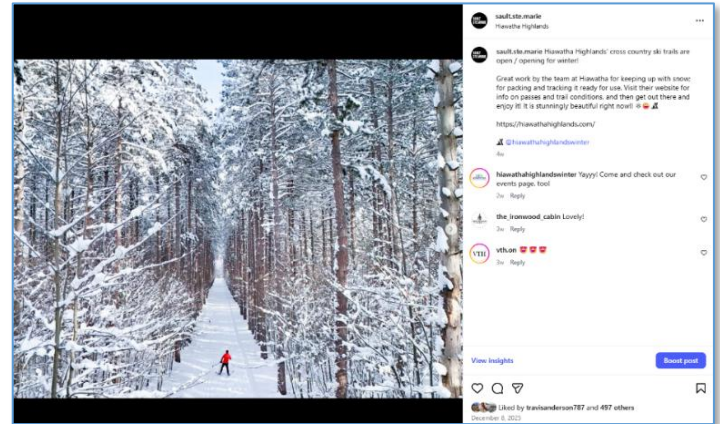 sault.ste.marie
Hiawatha Highlands
sault.ste.marie Hiawatha Highlands' cross country ski trails are
open / opening for winter!
Great work by the team at Hiawatha for keeping up with snow
for packing and tracking it ready for use. Visit their website for
info on passes and trail conditions, and then get out there and
enjoy it! It is stunningly beautiful right now!!
https://hiawathahighlands.com/
@hiawathahighlandswinter
4w
hiawathahighlandswinter Yayyy! Come and check out our
events page, too!
3w Reply
the_ironwood_cabin Lovely!
3w Reply
VTH
vth.on
3w Reply
View insights
Boost post
Liked by travisanderson787 and 497 others
December 8, 2023